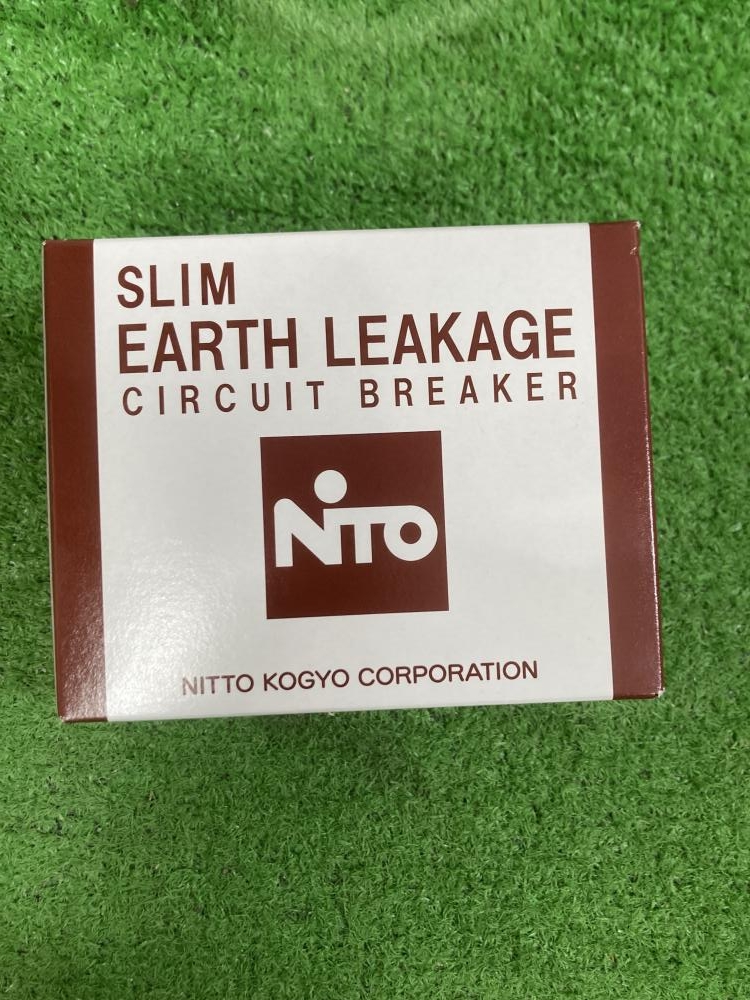 SLIM
EARTH LEAKAGE
CIRCUIT BREAKER
NiTO
NITTO KOGYO CORPORATION